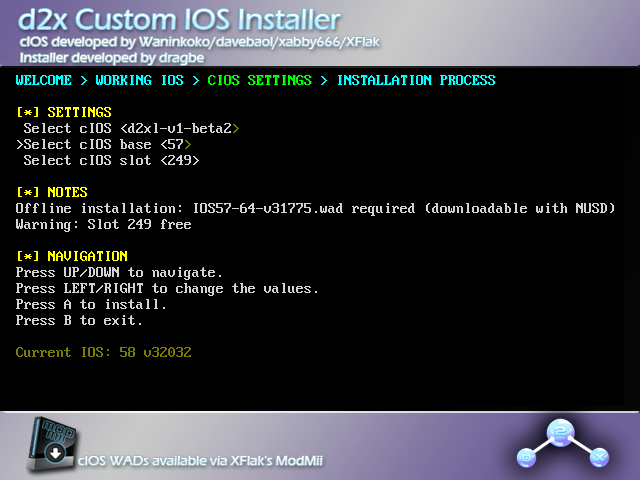 d2x Custom IOS Installer
cIOS developed by Waninkoko/davebaol/xabby666/XFlak
Installer developed by dragbe
WELCOME > WORKING IOS > CIOS SETTINGS > INSTALLATION PROCESS
[*] SETTINGS
Select cIOS <d2xl-v1-beta2>
>Select cIOS base <57>
Select cIOS slot <249>
[*] NOTES
Offline installation: IOS57-64-v31775.wad required (downloadable with NUSD)
Warning: Slot 249 free
[*] NAVIGATION
Press UP/DOWN to navigate.
Press LEFT/RIGHT to change the values.
Press A to install.
Press B to exit.
Current IOS: 58 v32032
cIOS WADs available via XFlak's ModMii
D
2
X